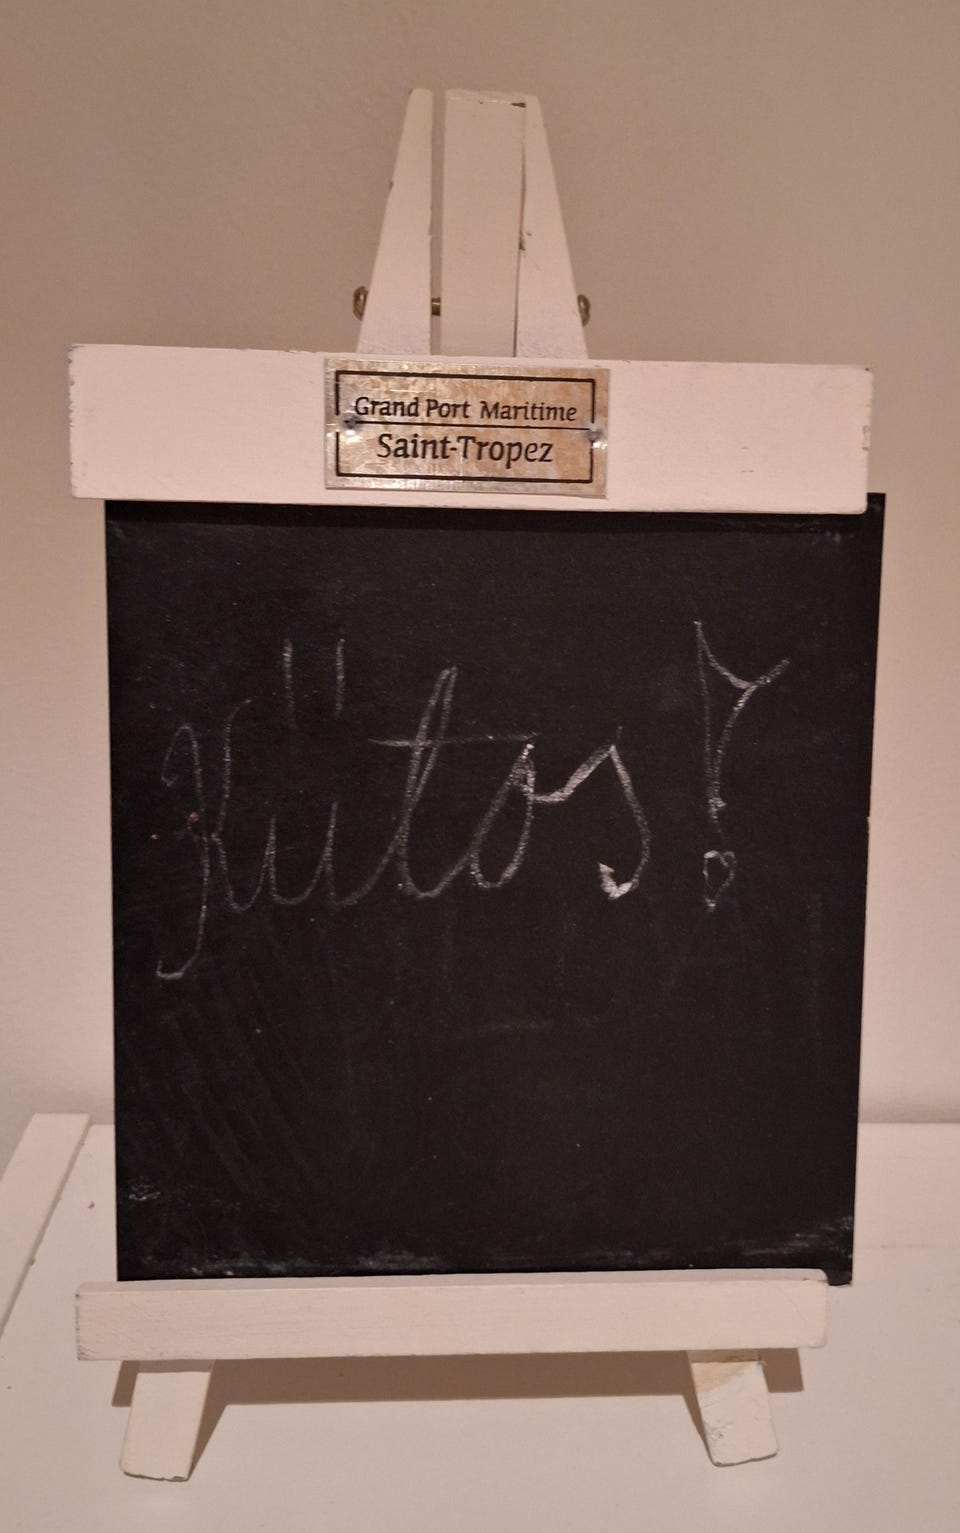 Grand Port Maritime
Saint-Tropez
Kiitos!